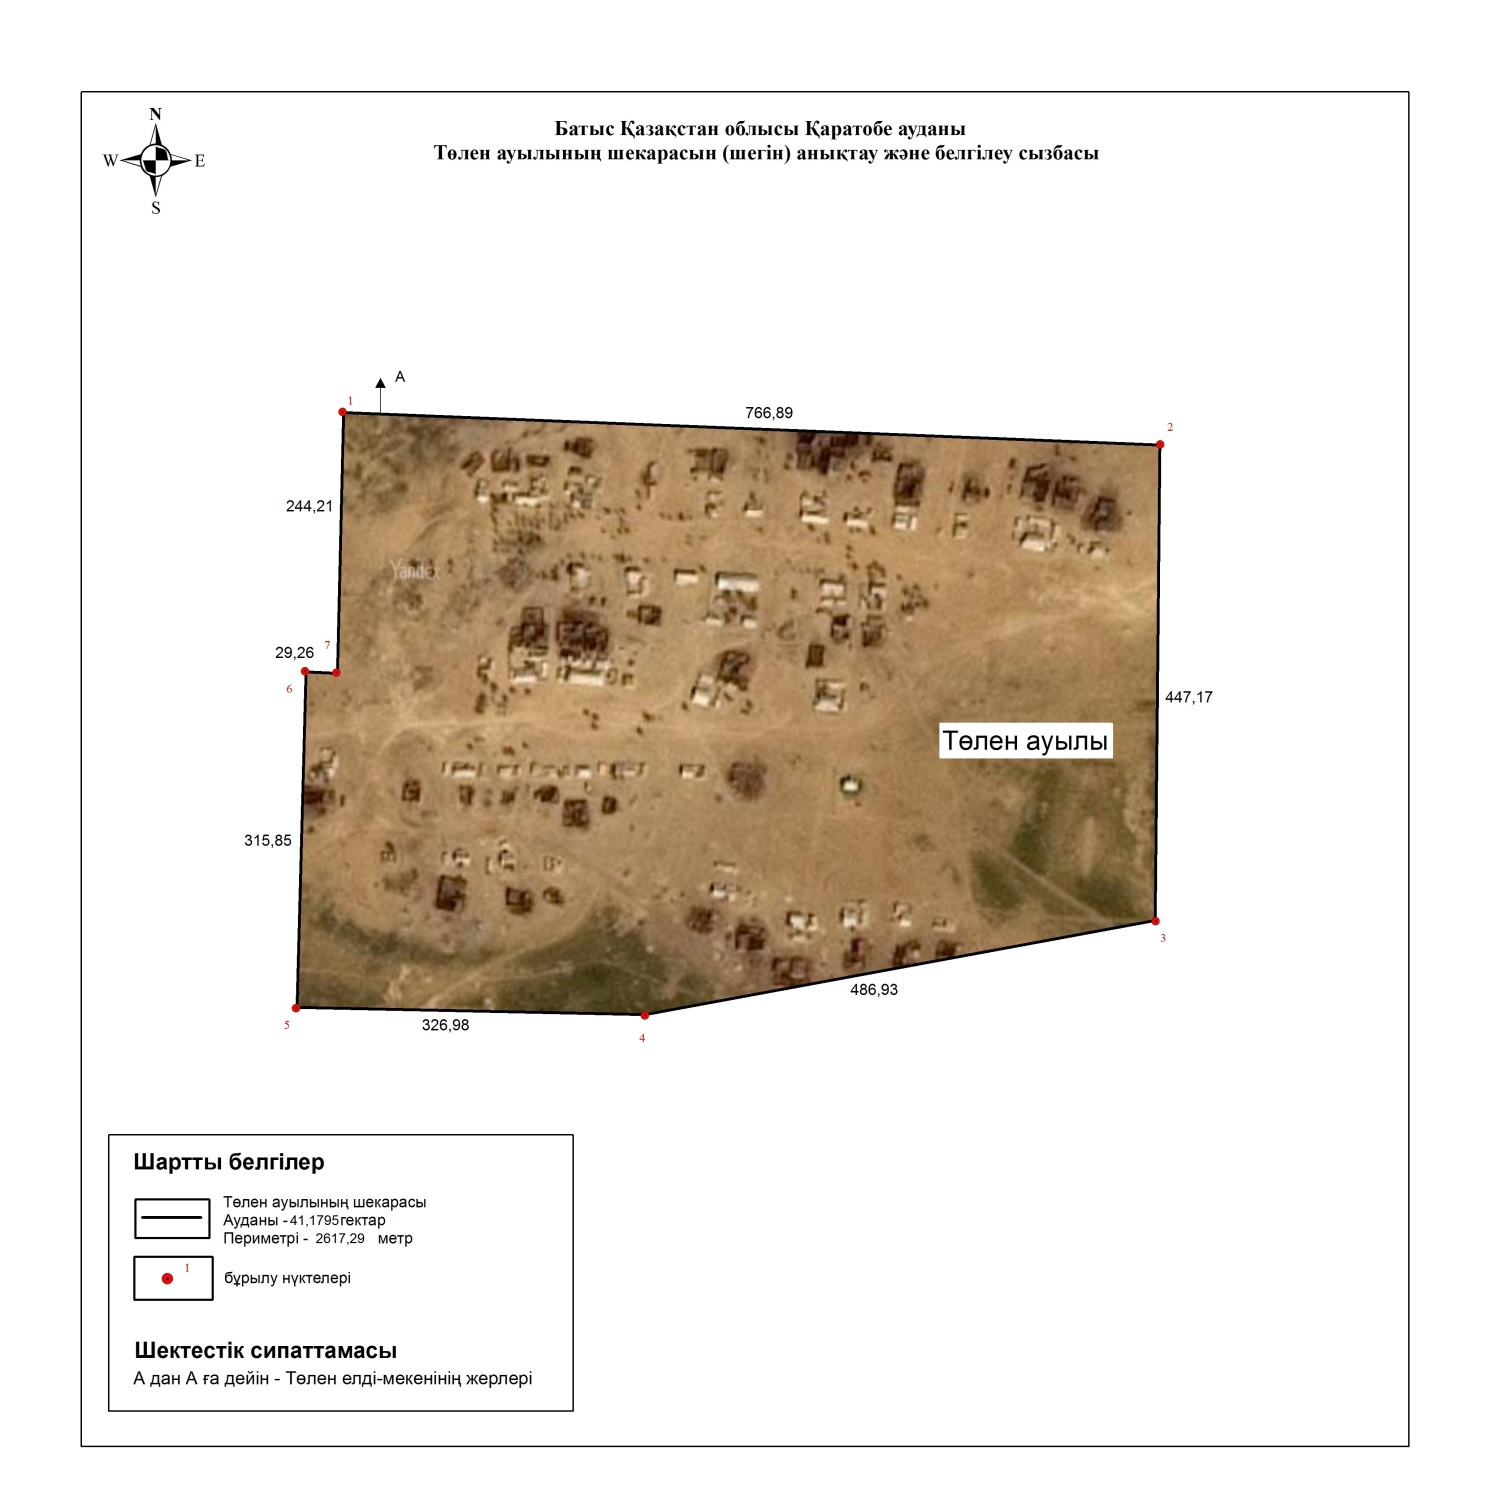 N
W E
S
Батыс Қазақстан облысы Қаратобе ауданы
Төлен ауылының шекарасын (шегін) анықтау және белгілеу сызбасы
A
1
766,89
2
244,21
Yandex
29,26
7
6
447,17
Төлен ауылы
315,85
3
486,93
5
326,98
4
Шартты белгілер
Төлен ауылының шекарасы
Ауданы - 41,1795 гектар
Периметрі - 2617,29 метр
1
бұрылу нүктелері
Шектестік сипаттамасы
А дан А ға дейін - Төлен елді-мекенінің жерлері